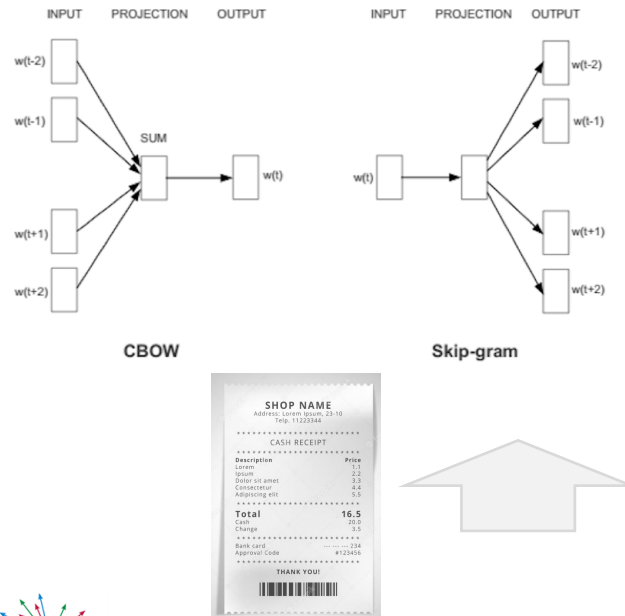 INPUT PROJECTION OUTPUT
w(t-2)
w(t-1)
SUM
w(t)
w(t+1)
w(t+2)
CBOW
INPUT PROJECTION OUTPUT
w(t-2)
w(t-1)
w(t)
w(t+1)
w(t+2)
Skip-gram
SHOP NAME
Address: Lorem Ipsum, 23-10
Telp. 11223344
CASH RECEIPT
Description Price
Lorem 1.1
Ipsum 2.2
Dolor sit amet 3.3
Consectetur 4.4
Adipiscing elit 5.5
Total 16.5
Cash 20.0
Change 3.5
Bank card --- --- --- 234
Approval Code #123456
THANK YOU!